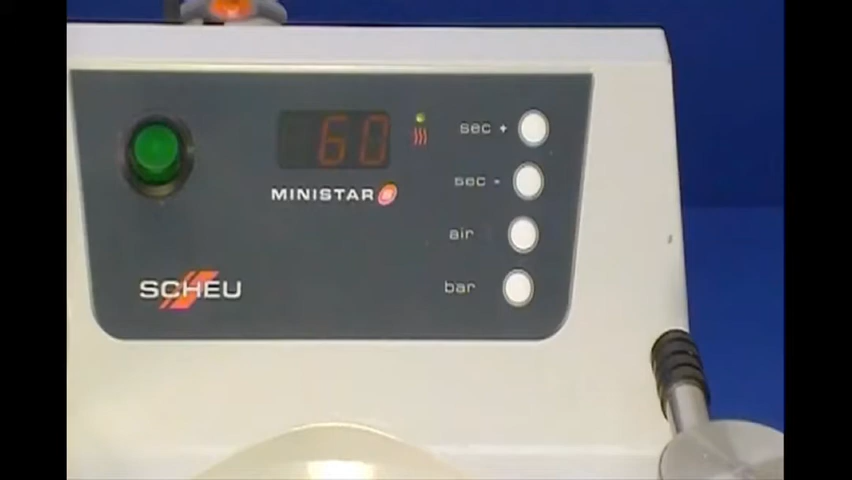 60
sec +
MINISTAR S
sec -
air
SCHEU
bar